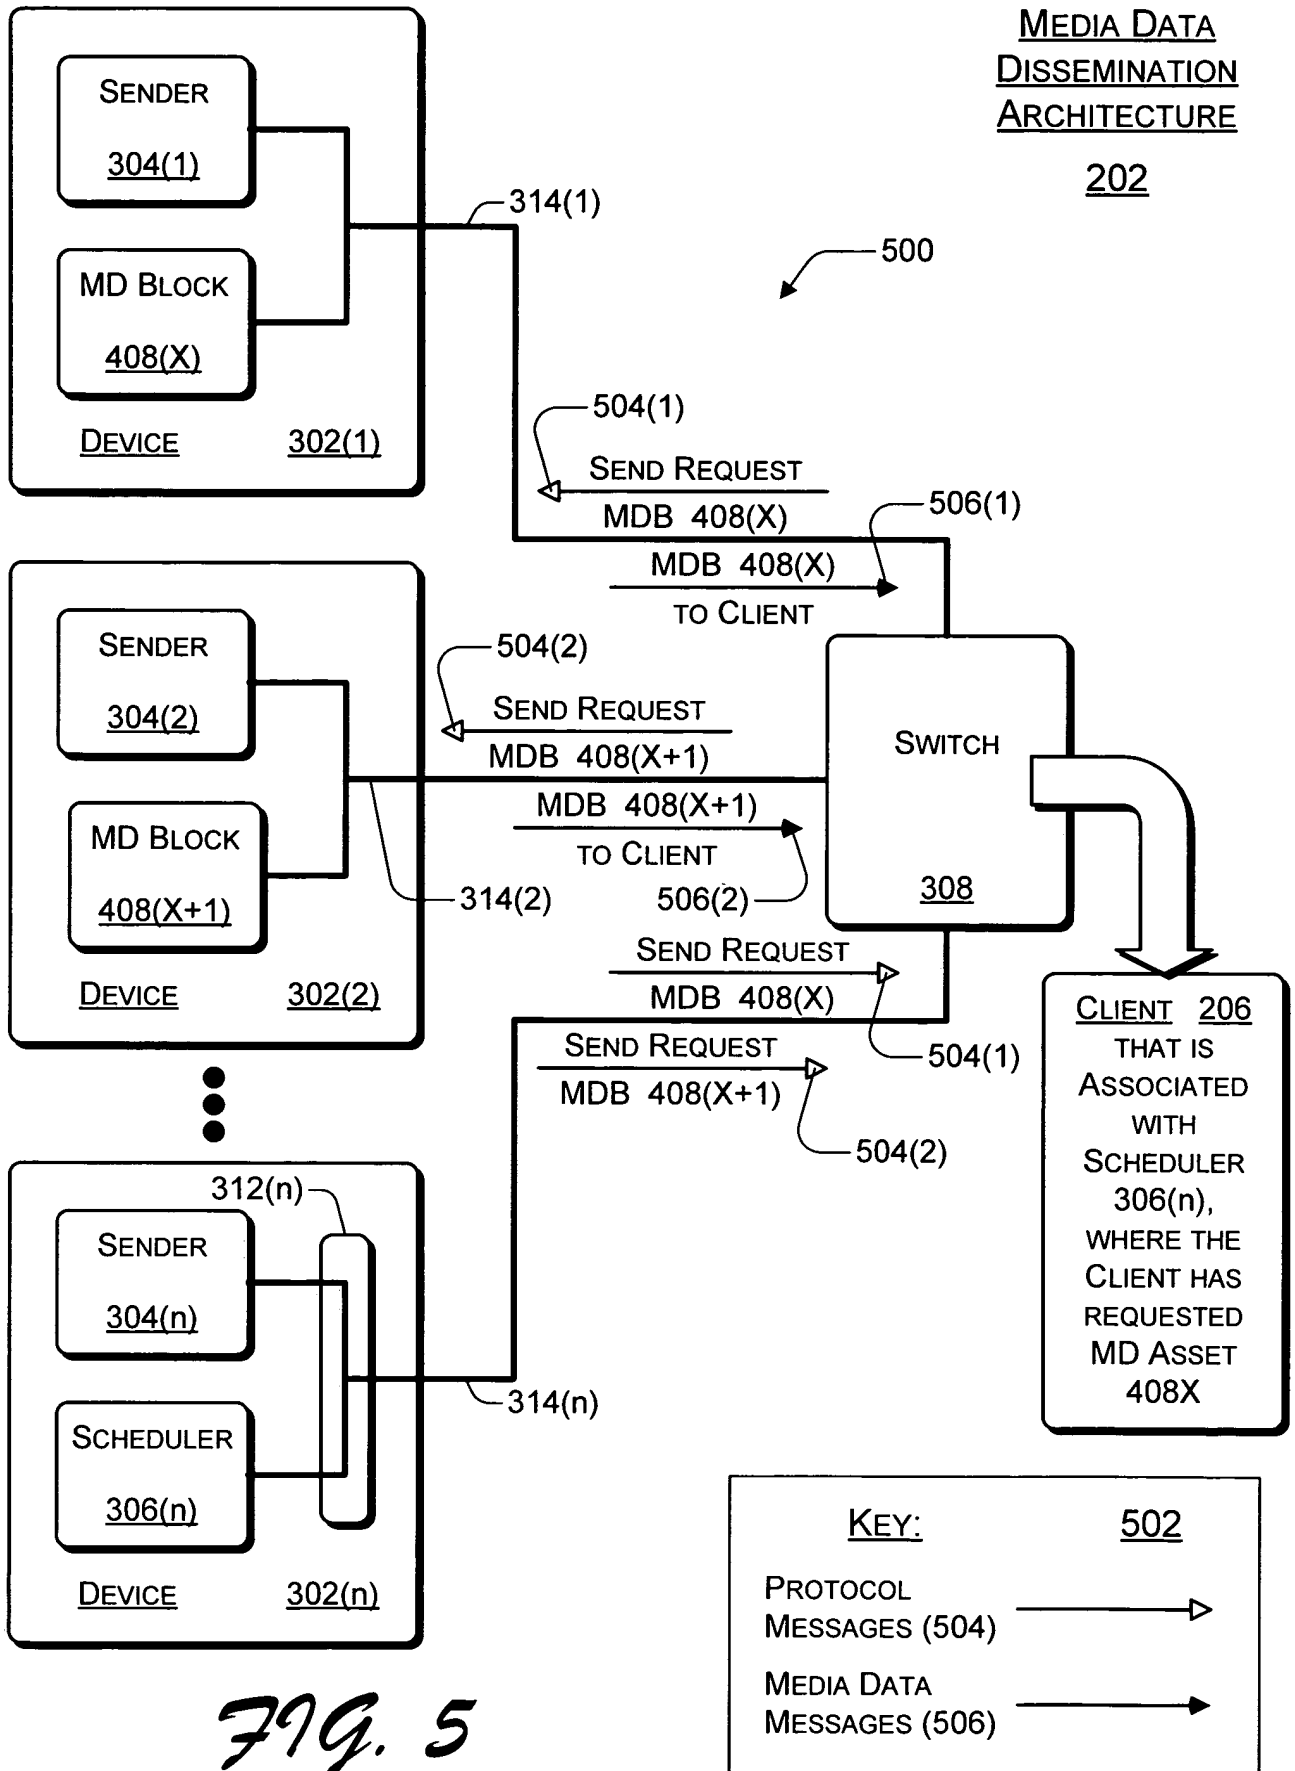 MEDIA DATA
DISSEMINATION
ARCHITECTURE
202
SENDER
304(1)
MD BLOCK
408(X)
DEVICE 302(1)
314(1)
500
504(1)
SEND REQUEST
MDB 408(X)
506(1)
MDB 408(X)
TO CLIENT
SENDER
304(2)
MD BLOCK
408(X+1)
DEVICE 302(2)
504(2)
SEND REQUEST
MDB 408(X+1)
MDB 408(X+1)
TO CLIENT
314(2)
506(2)
SWITCH
308
SEND REQUEST
MDB 408(X)
504(1)
SEND REQUEST
MDB 408(X+1)
504(2)
CLIENT 206
THAT IS
ASSOCIATED
WITH
SCHEDULER
306(n),
WHERE THE
CLIENT HAS
REQUESTED
MD ASSET
408X
312(n)
SENDER
304(n)
314(n)
SCHEDULER
306(n)
DEVICE 302(n)
KEY: 502
PROTOCOL
MESSAGES (504)
MEDIA DATA
MESSAGES (506)
FIG. 5